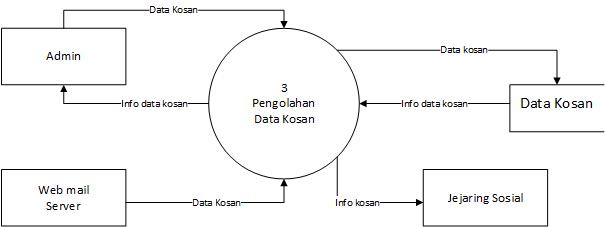 Data Kosan
Admin
Data kosan
3
Pengolahan
Data Kosan
Info data kosan
Info data kosan
Data Kosan
Web mail
Server
Data Kosan
Info kosan
Jejaring Sosial